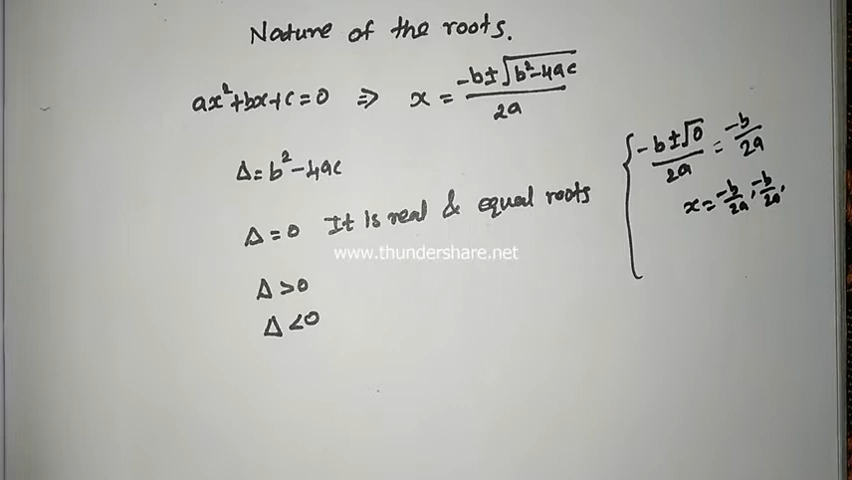 Nature of the roots.
ax²+bx+c=0 ⇒ x = (-b±√(b²-4ac))/2a
Δ=b²-4ac
Δ=0 It is real & equal roots
www.thundershare.net
Δ>0
Δ<0
(-b±√0)/2a = -b/2a
x = -b/2a, -b/2a,